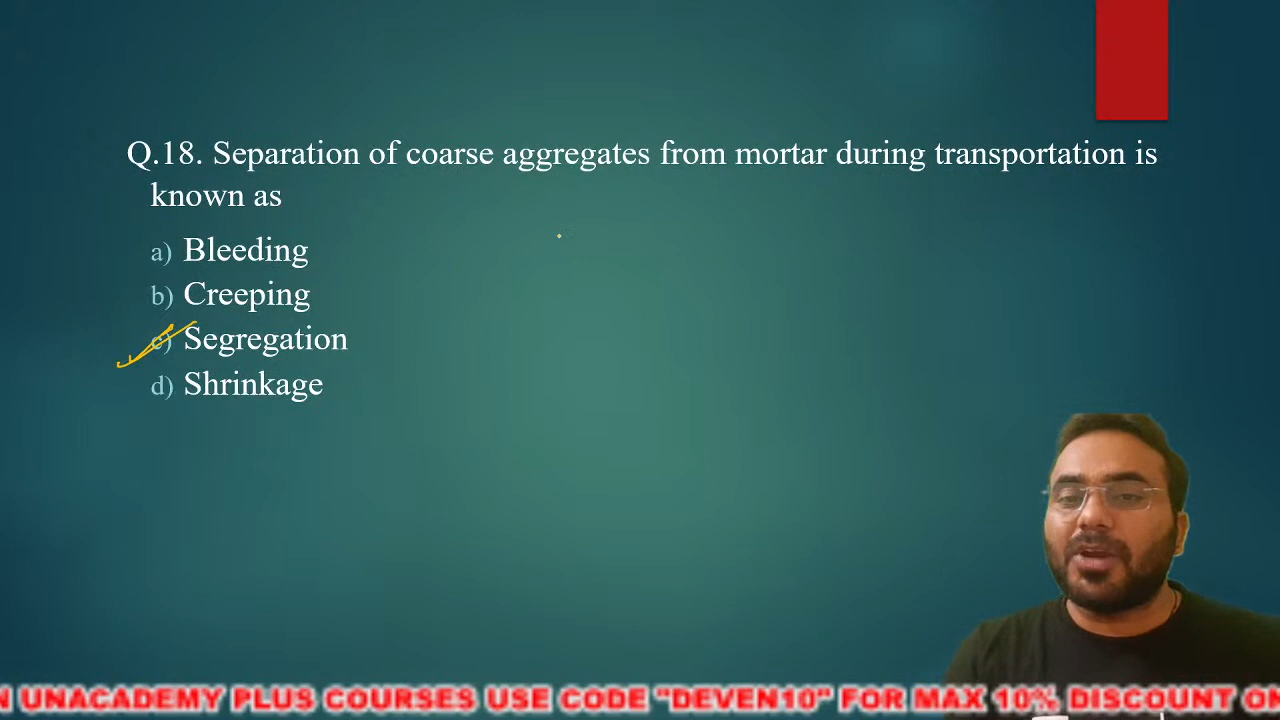 Q.18. Separation of coarse aggregates from mortar during transportation is
known as
a) Bleeding
b) Creeping
c) Segregation
d) Shrinkage
UNACADEMY PLUS COURSES USE CODE "DEVEN10" FOR MAX 10% DISCOUNT